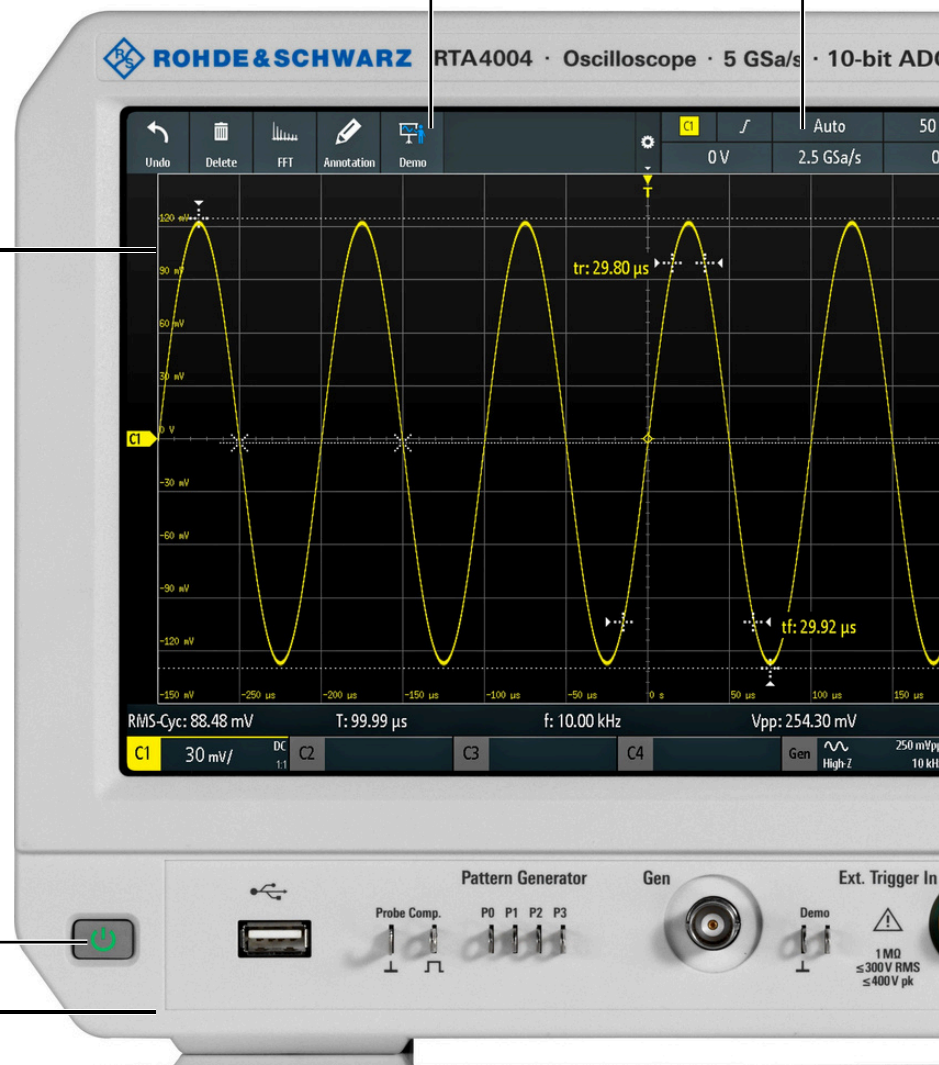 ROHDE&SCHWARZ RTA4004 · Oscilloscope · 5 GSa/s · 10-bit ADC
Undo Delete FFT Annotation Demo
C1 Auto 50
0 V 2.5 GSa/s 0
T
120 mV
90 mV
tr: 29.80 µs
60 mV
30 mV
C1 0 V
-30 mV
-60 mV
-90 mV
tf: 29.92 µs
-120 mV
-150 mV -250 µs -200 µs -150 µs -100 µs -50 µs 0 s 50 µs 100 µs 150 µs
RMS-Cyc: 88.48 mV T: 99.99 µs f: 10.00 kHz Vpp: 254.30 mV
C1 30 mV/ DC 1:1 C2 C3 C4 Gen High-Z 250 mVpp
10 kH
Pattern Generator Gen Ext. Trigger In
Probe Comp. P0 P1 P2 P3 Demo
1 MΩ
≤300 V RMS
≤400 V pk